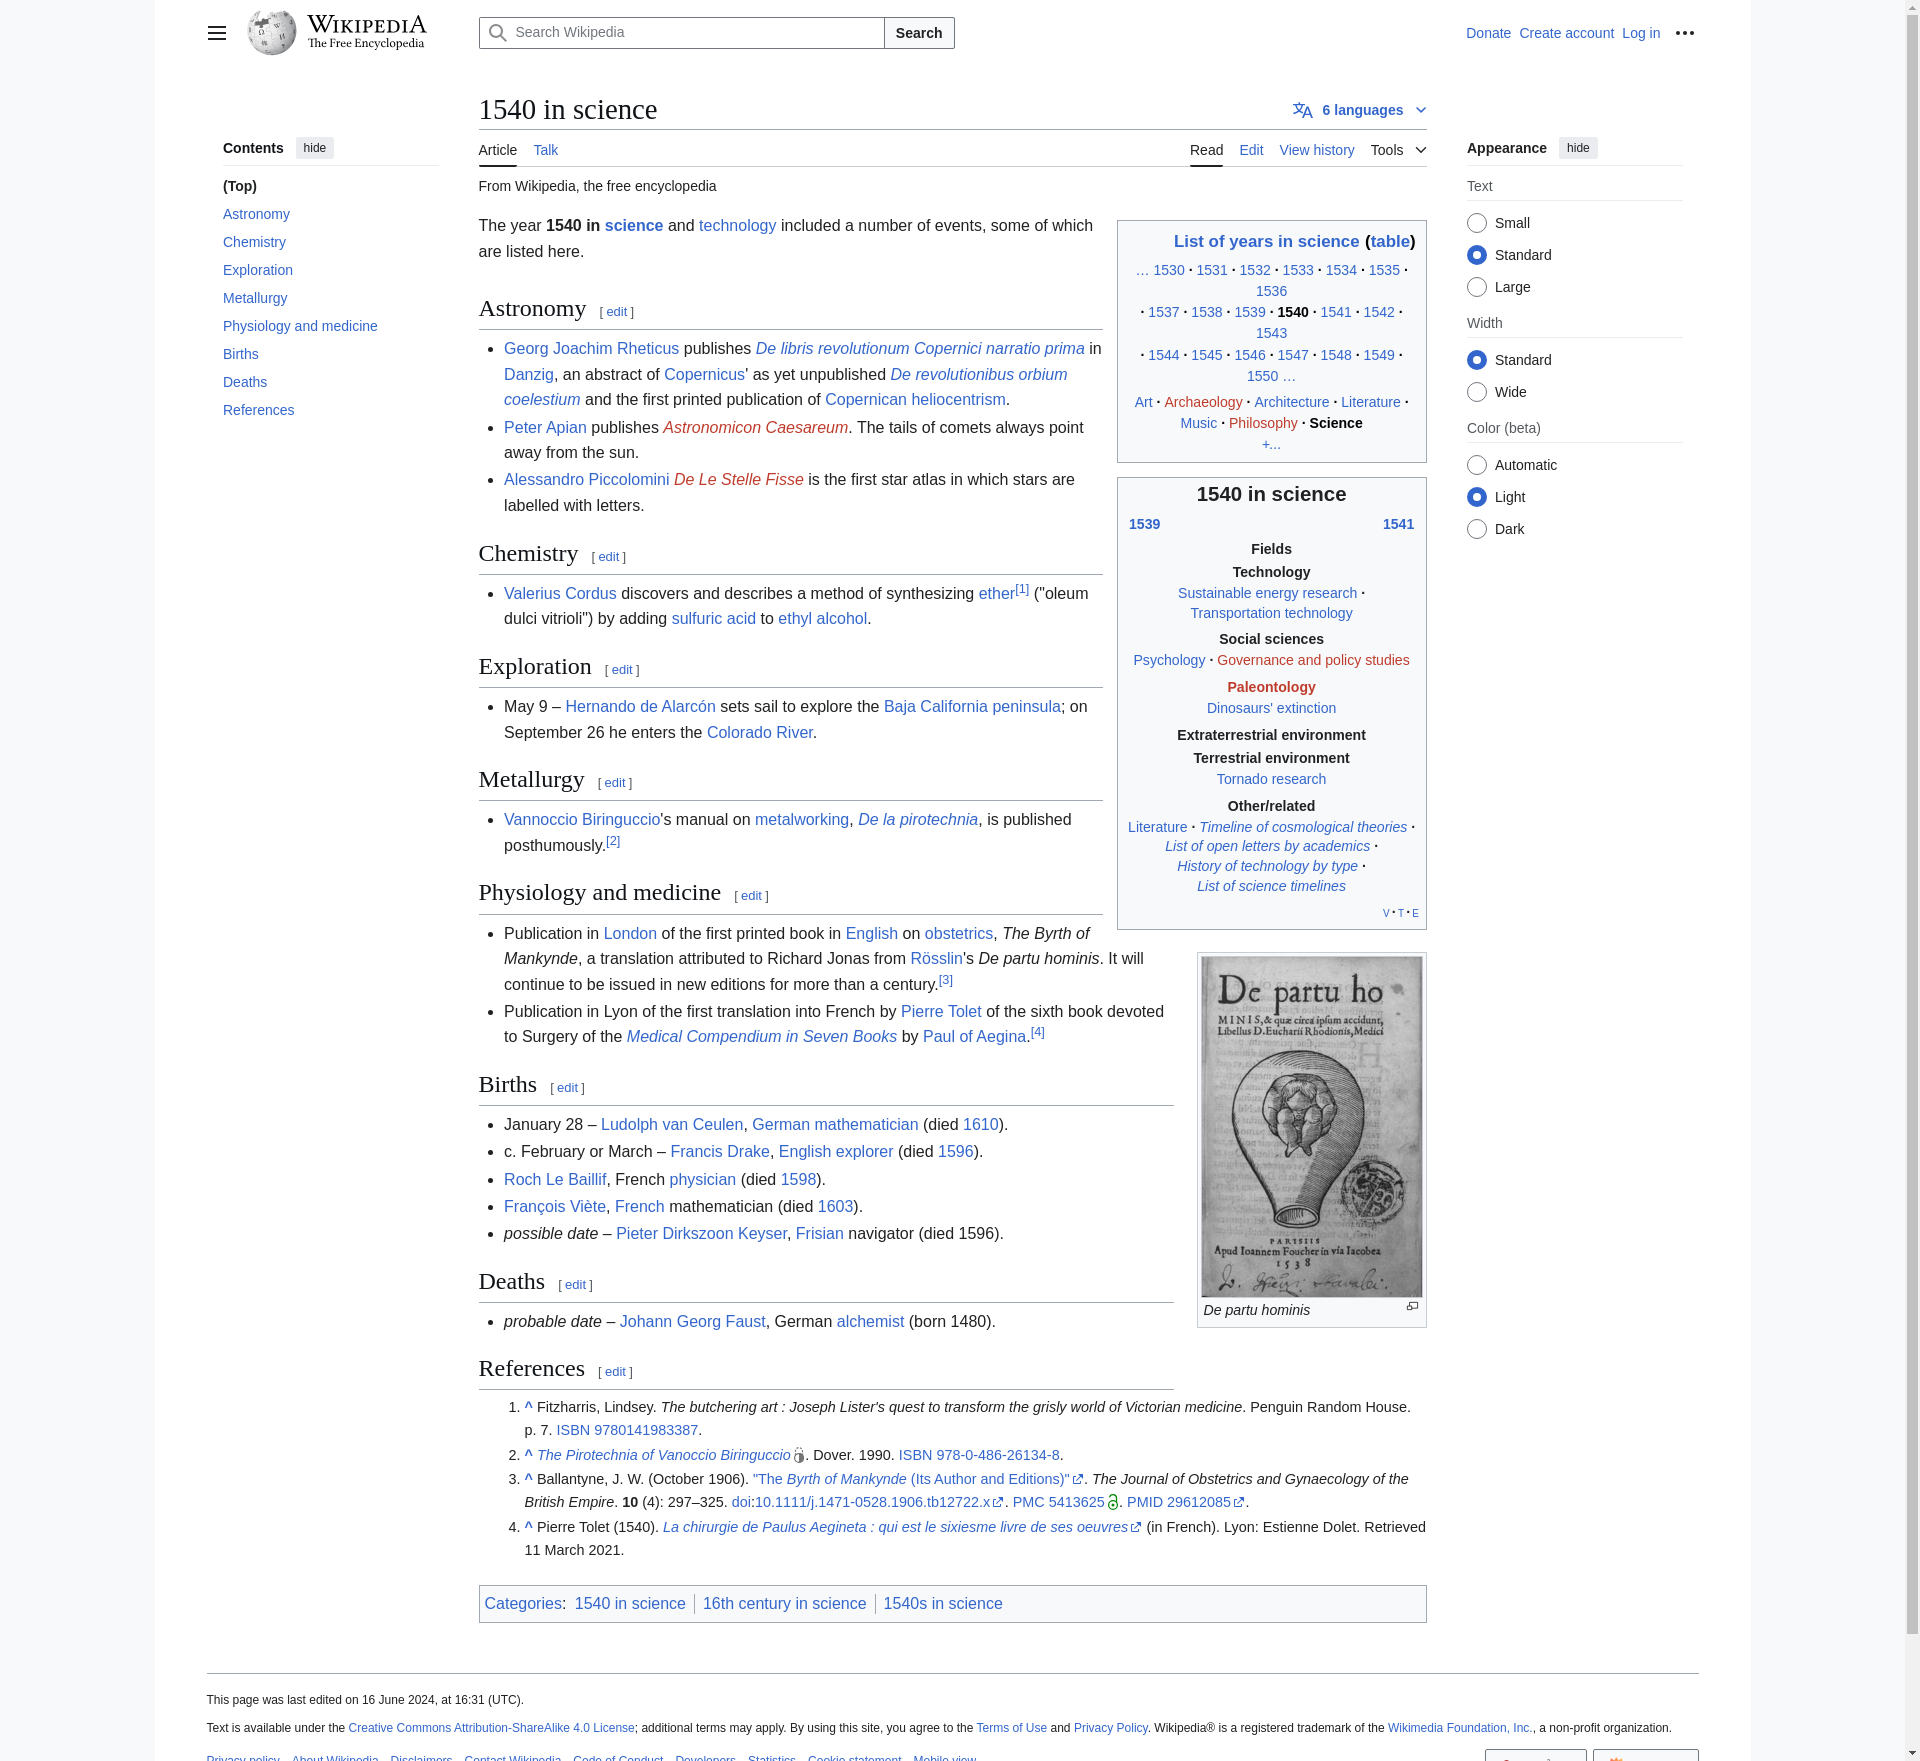 WIKIPEDIA
The Free Encyclopedia
Search Wikipedia
Search
Donate Create account Log in
1540 in science
6 languages
Contents hide
(Top)
Astronomy
Chemistry
Exploration
Metallurgy
Physiology and medicine
Births
Deaths
References
Article Talk
Read Edit View history Tools
From Wikipedia, the free encyclopedia
The year 1540 in science and technology included a number of events, some of which
are listed here.
Astronomy [ edit ]
• Georg Joachim Rheticus publishes De libris revolutionum Copernici narratio prima in
Danzig, an abstract of Copernicus' as yet unpublished De revolutionibus orbium
coelestium and the first printed publication of Copernican heliocentrism.
• Peter Apian publishes Astronomicon Caesareum. The tails of comets always point
away from the sun.
• Alessandro Piccolomini De Le Stelle Fisse is the first star atlas in which stars are
labelled with letters.
Chemistry [ edit ]
• Valerius Cordus discovers and describes a method of synthesizing ether[1] ("oleum
dulci vitrioli") by adding sulfuric acid to ethyl alcohol.
Exploration [ edit ]
• May 9 – Hernando de Alarcón sets sail to explore the Baja California peninsula; on
September 26 he enters the Colorado River.
Metallurgy [ edit ]
• Vannoccio Biringuccio's manual on metalworking, De la pirotechnia, is published
posthumously.[2]
Physiology and medicine [ edit ]
• Publication in London of the first printed book in English on obstetrics, The Byrth of
Mankynde, a translation attributed to Richard Jonas from Rösslin's De partu hominis. It will
continue to be issued in new editions for more than a century.[3]
• Publication in Lyon of the first translation into French by Pierre Tolet of the sixth book devoted
to Surgery of the Medical Compendium in Seven Books by Paul of Aegina.[4]
Births [ edit ]
• January 28 – Ludolph van Ceulen, German mathematician (died 1610).
• c. February or March – Francis Drake, English explorer (died 1596).
• Roch Le Baillif, French physician (died 1598).
• François Viète, French mathematician (died 1603).
• possible date – Pieter Dirkszoon Keyser, Frisian navigator (died 1596).
Deaths [ edit ]
• probable date – Johann Georg Faust, German alchemist (born 1480).
References [ edit ]
1. ^ Fitzharris, Lindsey. The butchering art : Joseph Lister's quest to transform the grisly world of Victorian medicine. Penguin Random House.
p. 7. ISBN 9780141983387.
2. ^ The Pirotechnia of Vanoccio Biringuccio. Dover. 1990. ISBN 978-0-486-26134-8.
3. ^ Ballantyne, J. W. (October 1906). "The Byrth of Mankynde (Its Author and Editions)". The Journal of Obstetrics and Gynaecology of the
British Empire. 10 (4): 297–325. doi:10.1111/j.1471-0528.1906.tb12722.x. PMC 5413625. PMID 29612085.
4. ^ Pierre Tolet (1540). La chirurgie de Paulus Aegineta : qui est le sixiesme livre de ses oeuvres (in French). Lyon: Estienne Dolet. Retrieved
11 March 2021.
Categories: 1540 in science | 16th century in science | 1540s in science
List of years in science (table)
… 1530 · 1531 · 1532 · 1533 · 1534 · 1535 ·
1536
· 1537 · 1538 · 1539 · 1540 · 1541 · 1542 ·
1543
· 1544 · 1545 · 1546 · 1547 · 1548 · 1549 ·
1550 …
Art · Archaeology · Architecture · Literature ·
Music · Philosophy · Science
+...
1540 in science
1539 1541
Fields
Technology
Sustainable energy research ·
Transportation technology
Social sciences
Psychology · Governance and policy studies
Paleontology
Dinosaurs' extinction
Extraterrestrial environment
Terrestrial environment
Tornado research
Other/related
Literature · Timeline of cosmological theories ·
List of open letters by academics ·
History of technology by type ·
List of science timelines
V · T · E
De partu ho
MINIS, & quæ circa ipsum accidunt,
Libellus D. Eucharii Rhodionis, Medici
PARISIIS
Apud Ioannem Foucher in via Iacobea
1538
De partu hominis
Appearance hide
Text
Small
Standard
Large
Width
Standard
Wide
Color (beta)
Automatic
Light
Dark
This page was last edited on 16 June 2024, at 16:31 (UTC).
Text is available under the Creative Commons Attribution-ShareAlike 4.0 License; additional terms may apply. By using this site, you agree to the Terms of Use and Privacy Policy. Wikipedia® is a registered trademark of the Wikimedia Foundation, Inc., a non-profit organization.
Privacy policy About Wikipedia Disclaimers Contact Wikipedia Code of Conduct Developers Statistics Cookie statement Mobile view